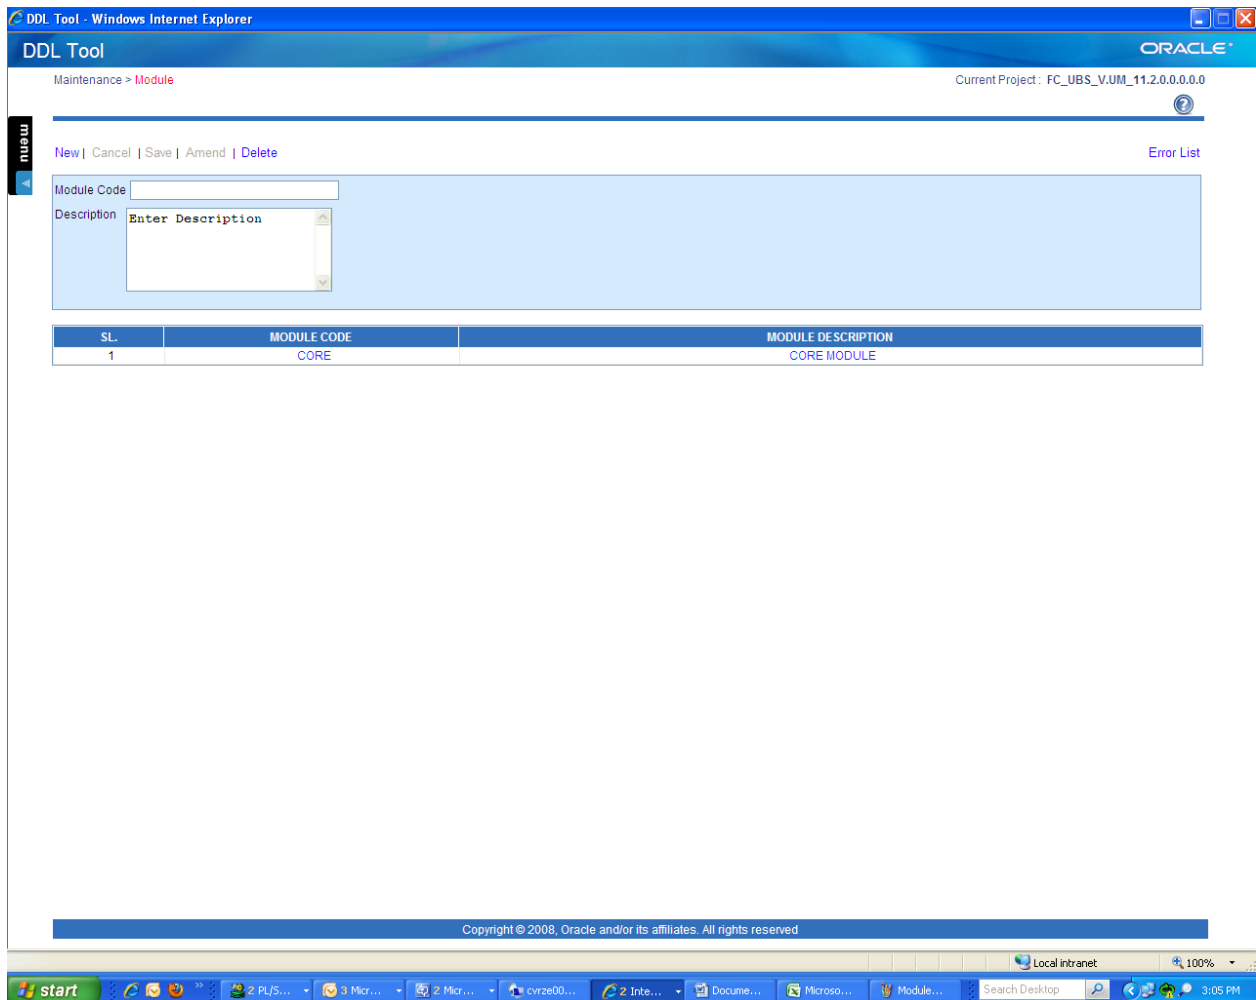 DDL Tool - Windows Internet Explorer
DDL Tool ORACLE
Maintenance > Module Current Project : FC_UBS_V.UM_11.2.0.0.0.0.0
menu
New | Cancel | Save | Amend | Delete Error List
Module Code
Description Enter Description
SL. MODULE CODE MODULE DESCRIPTION
1 CORE CORE MODULE
Copyright © 2008, Oracle and/or its affiliates. All rights reserved
Local intranet 100%
start 2 PL/S... 3 Micr... 2 Micr... cvrze00... 2 Inte... Docume... Microso... Module... Search Desktop 3:05 PM